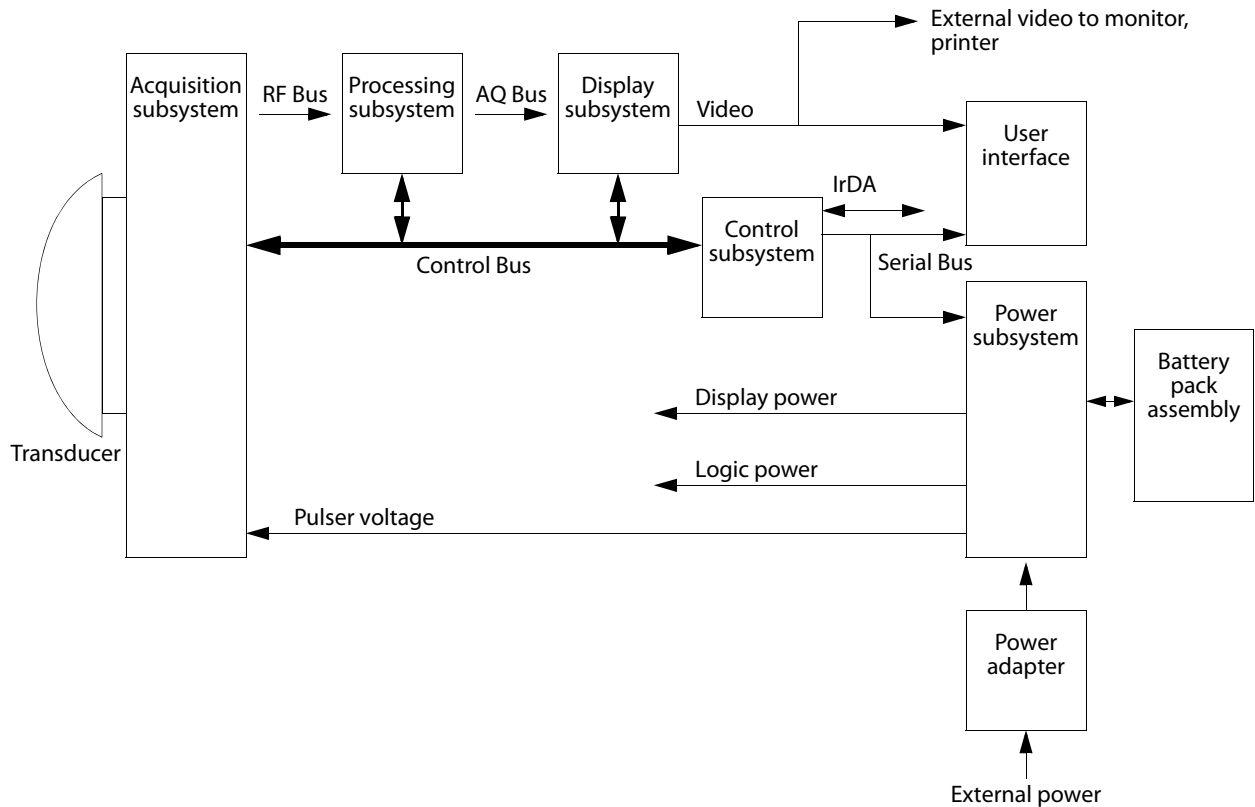 External video to monitor,
printer
Acquisition
subsystem
RF Bus
Processing
subsystem
AQ Bus
Display
subsystem
Video
User
interface
IrDA
Control
subsystem
Control Bus
Serial Bus
Power
subsystem
Battery
pack
assembly
Display power
Transducer
Logic power
Pulser voltage
Power
adapter
External power